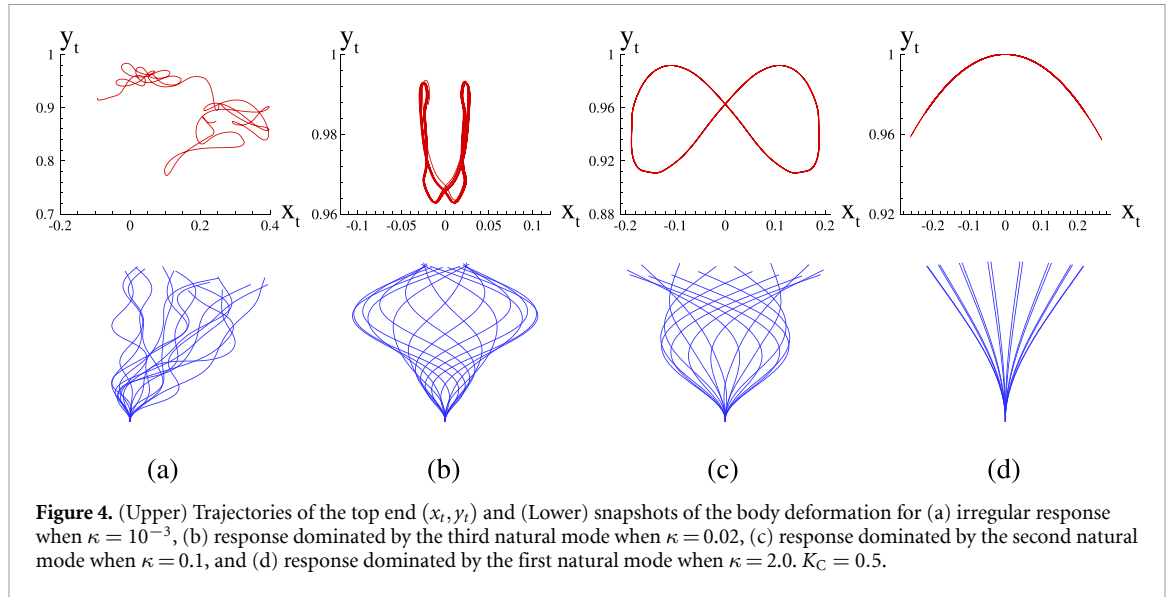 y_t y_t y_t y_t
1 1 1 1
0.9 0.98 0.96 0.96
0.8 0.92
0.7 0.96 0.88 0.92
x_t x_t x_t x_t
-0.2 0 0.2 0.4 -0.1 -0.05 0 0.05 0.1 -0.2 -0.1 0 0.1 0.2 -0.2 0 0.2
(a) (b) (c) (d)
Figure 4. (Upper) Trajectories of the top end (x_t, y_t) and (Lower) snapshots of the body deformation for (a) irregular response
when κ = 10⁻³, (b) response dominated by the third natural mode when κ = 0.02, (c) response dominated by the second natural
mode when κ = 0.1, and (d) response dominated by the first natural mode when κ = 2.0. K_C = 0.5.